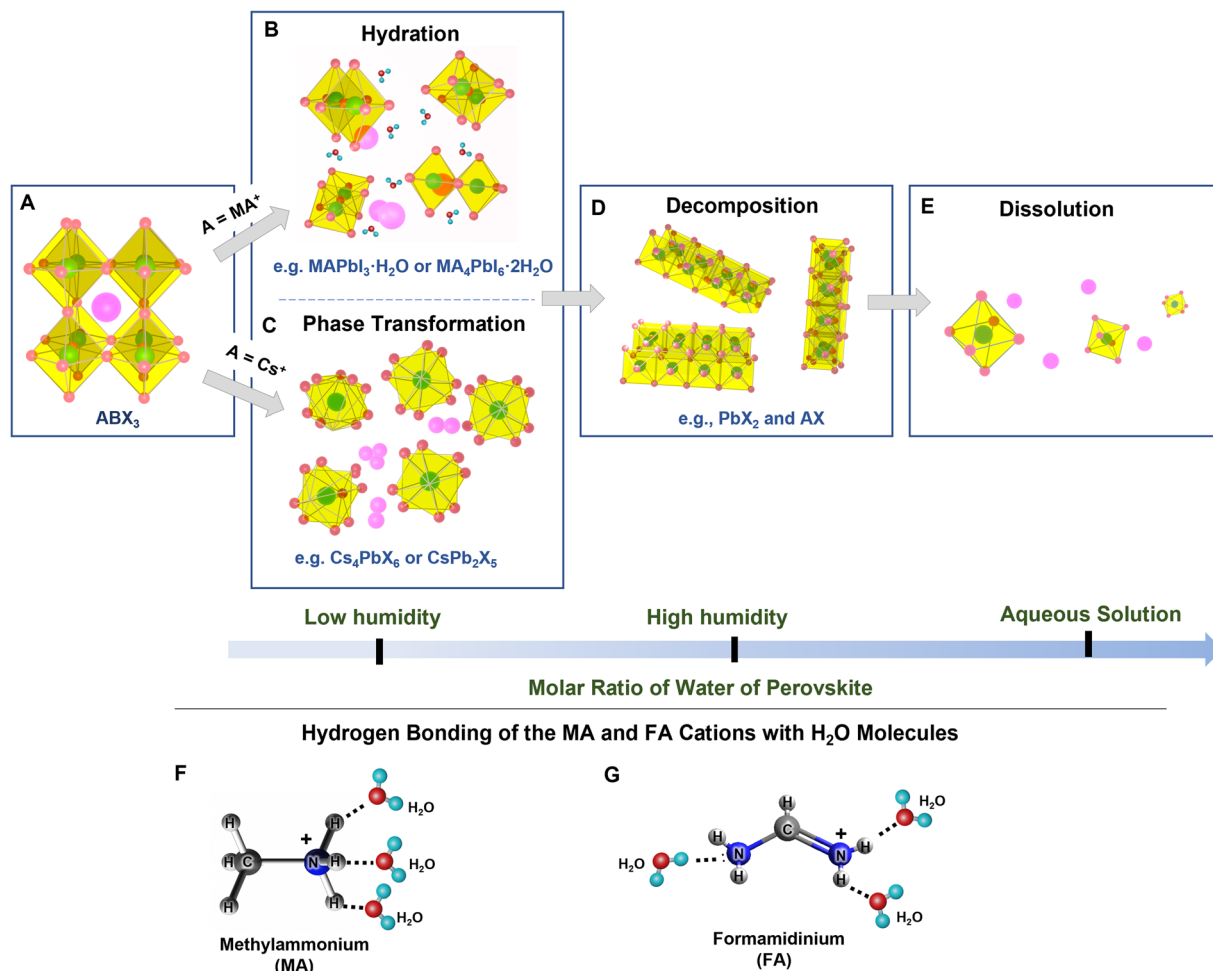 A
ABX₃
A = MA⁺
A = Cs⁺
B
Hydration
e.g. MAPbI₃·H₂O or MA₄PbI₆·2H₂O
C
Phase Transformation
e.g. Cs₄PbX₆ or CsPb₂X₅
D
Decomposition
e.g., PbX₂ and AX
E
Dissolution
Low humidity
High humidity
Aqueous Solution
Molar Ratio of Water of Perovskite
Hydrogen Bonding of the MA and FA Cations with H₂O Molecules
F
H
H
H
C
N
+
H
H
H
H₂O
H₂O
H₂O
Methylammonium
(MA)
G
H
C
H
N
H
+
N
H
H
H₂O
H₂O
H₂O
Formamidinium
(FA)